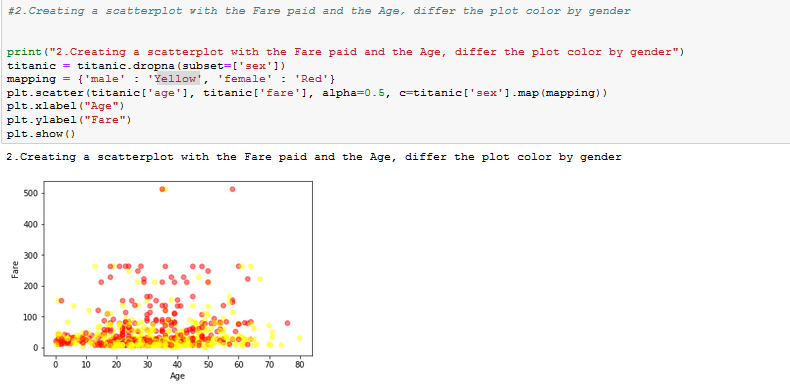 #2.Creating a scatterplot with the Fare paid and the Age, differ the plot color by gender
print("2.Creating a scatterplot with the Fare paid and the Age, differ the plot color by gender")
titanic = titanic.dropna(subset=['sex'])
mapping = {'male' : 'Yellow', 'female' : 'Red'}
plt.scatter(titanic['age'], titanic['fare'], alpha=0.5, c=titanic['sex'].map(mapping))
plt.xlabel("Age")
plt.ylabel("Fare")
plt.show()
2.Creating a scatterplot with the Fare paid and the Age, differ the plot color by gender
500
400
300
200
100
0
Fare
0 10 20 30 40 50 60 70 80
Age